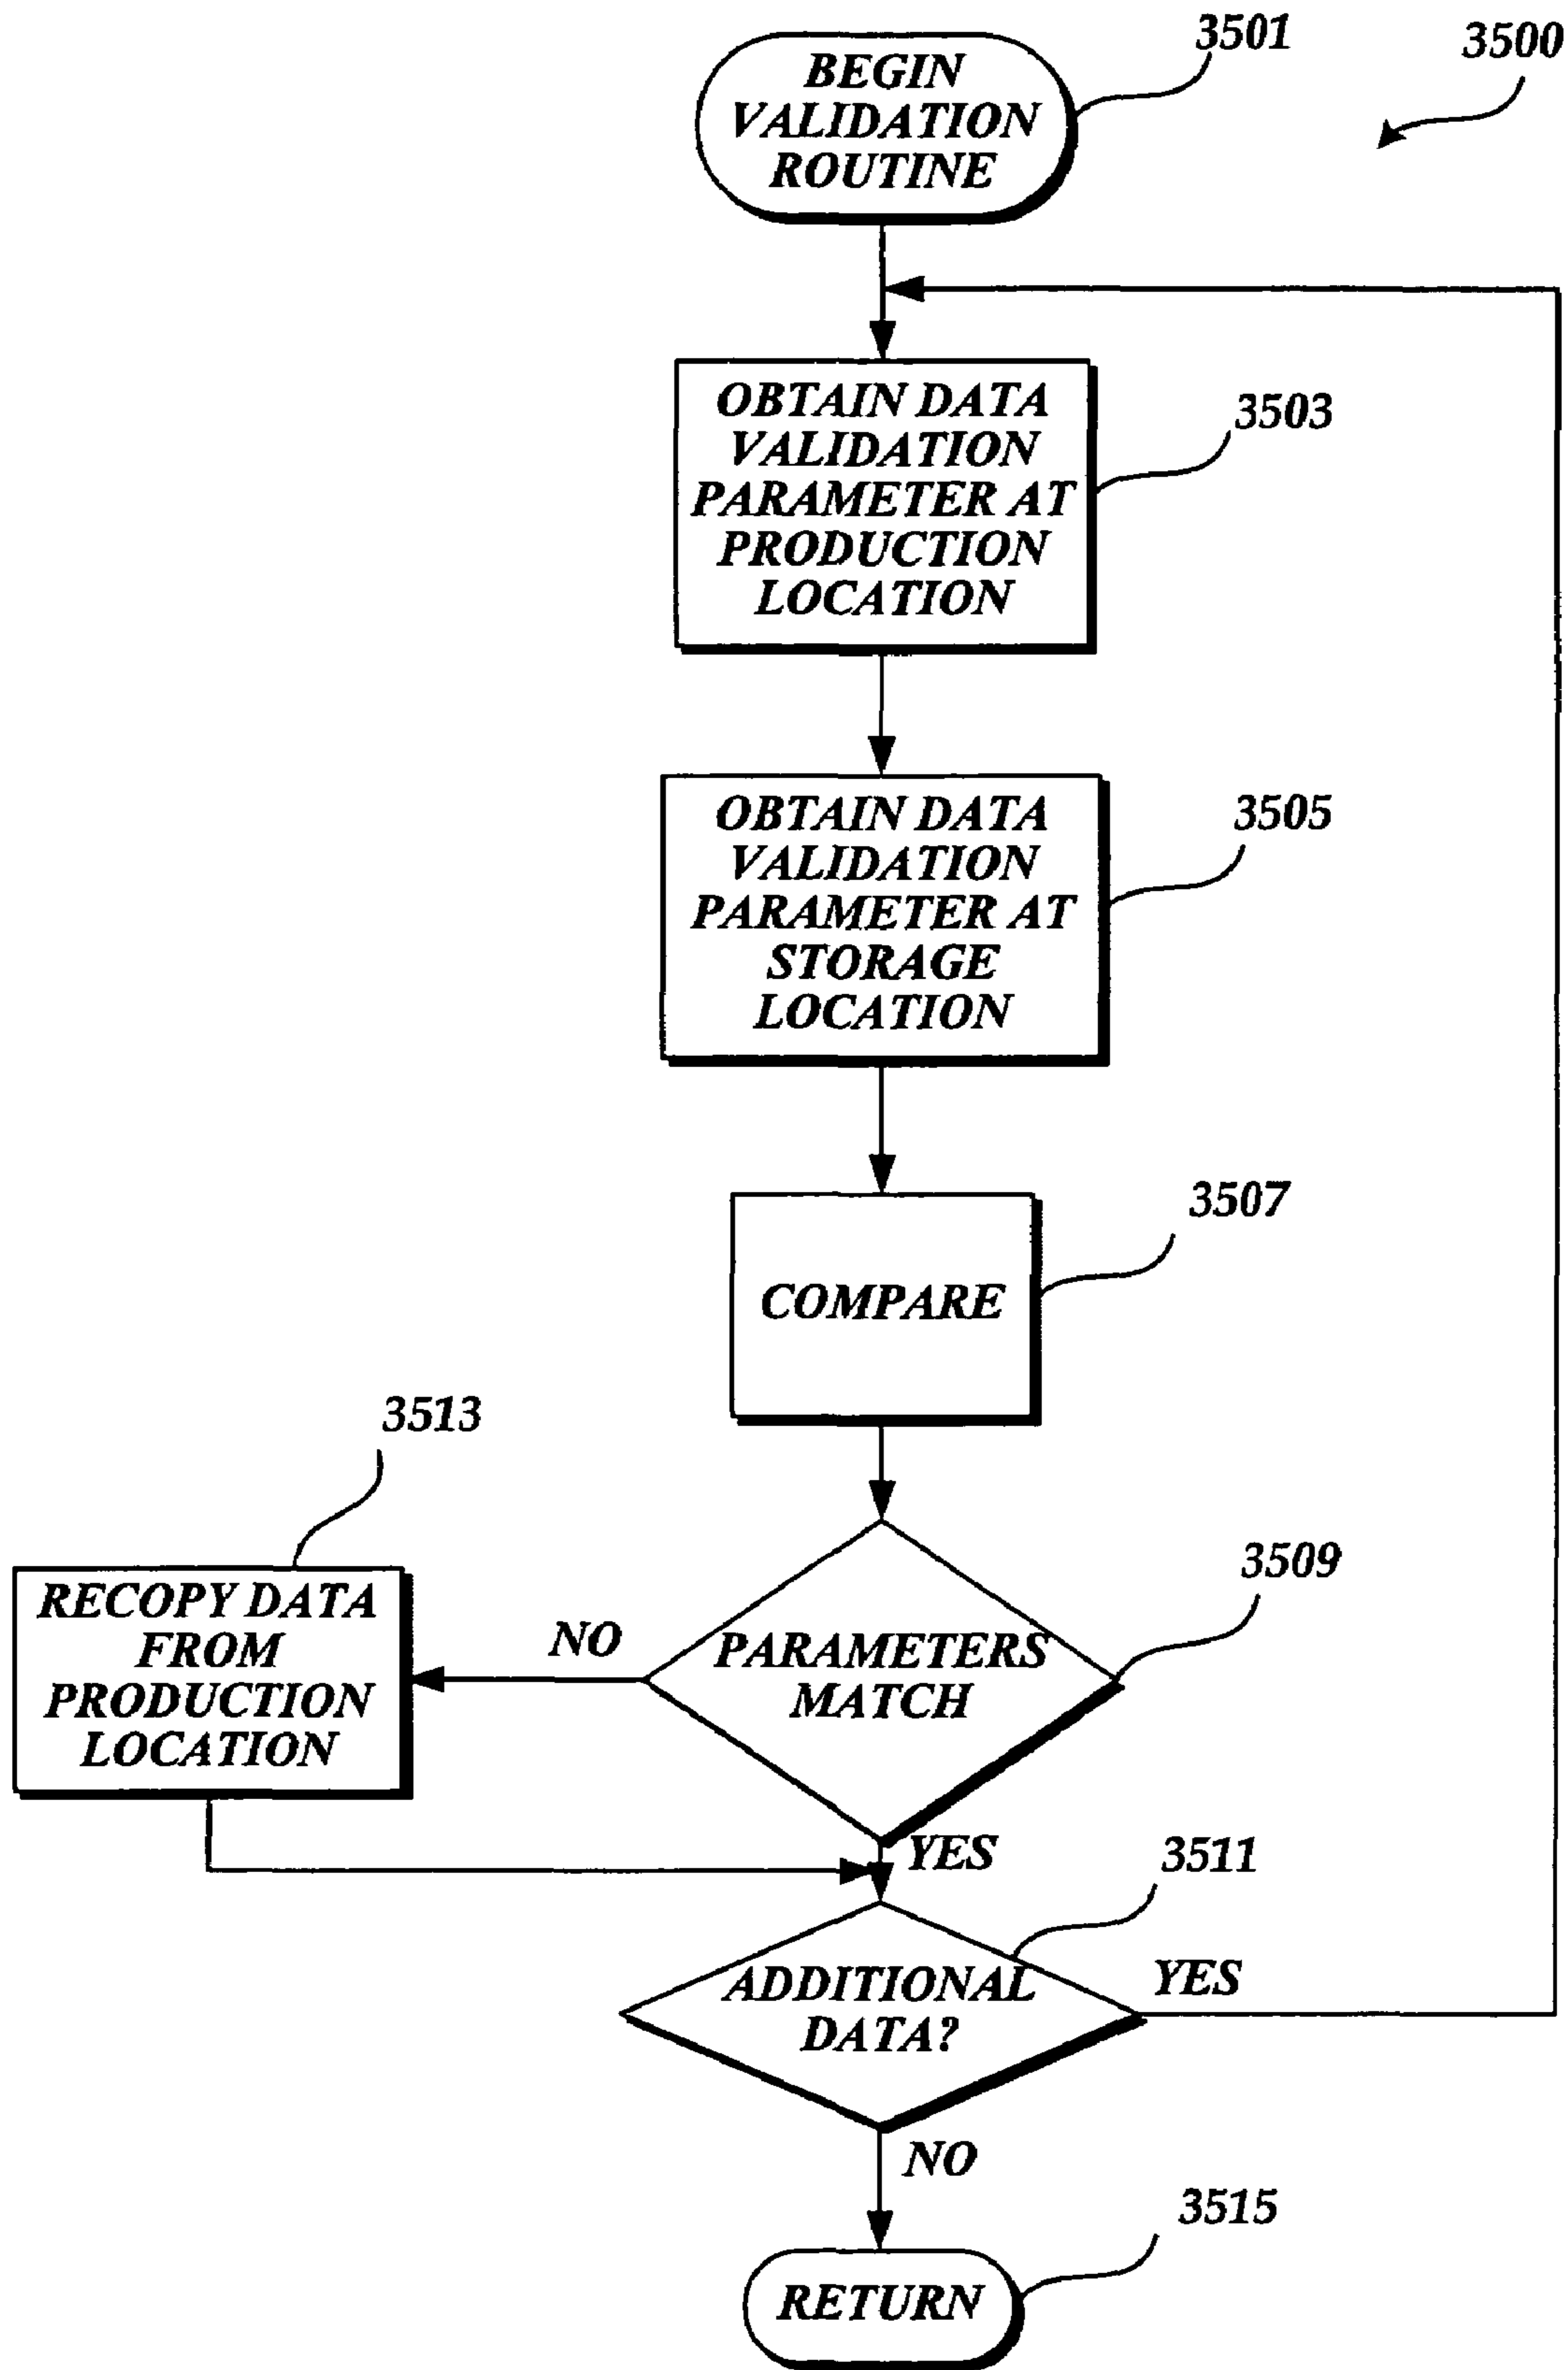 3501
3500
BEGIN
VALIDATION
ROUTINE
3503
OBTAIN DATA
VALIDATION
PARAMETER AT
PRODUCTION
LOCATION
3505
OBTAIN DATA
VALIDATION
PARAMETER AT
STORAGE
LOCATION
3507
COMPARE
3513
3509
RECOPY DATA
FROM
PRODUCTION
LOCATION
NO
PARAMETERS
MATCH
YES
3511
ADDITIONAL
DATA?
YES
NO
3515
RETURN